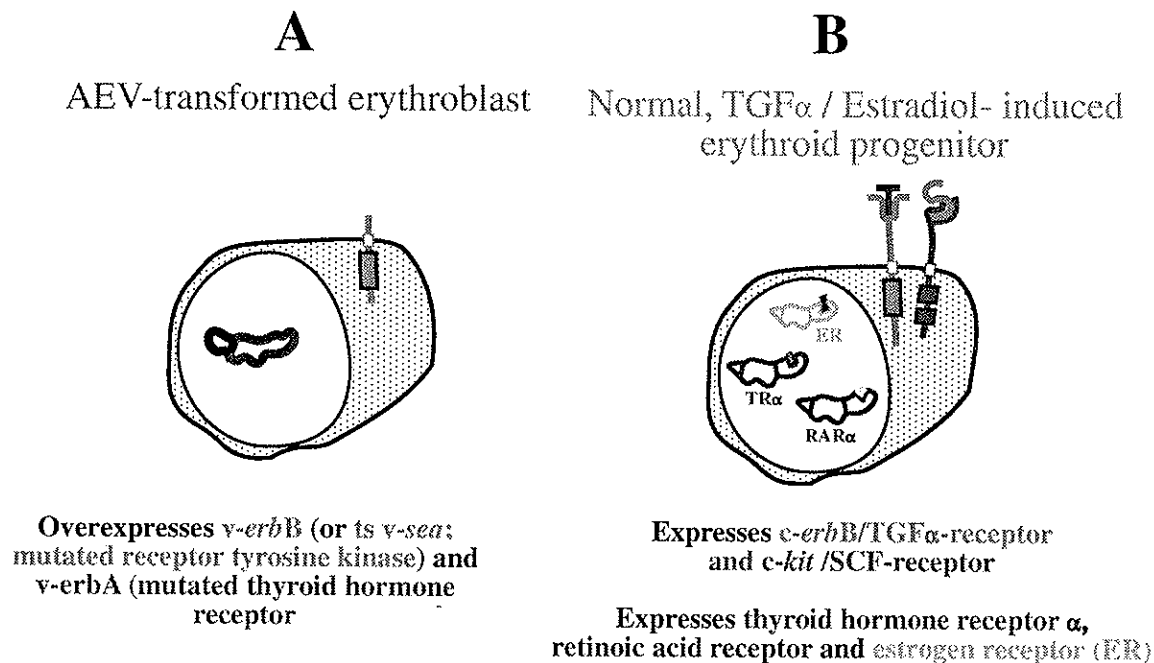 A
AEV-transformed erythroblast
Overexpresses v-erbB (or ts v-sea;
mutated receptor tyrosine kinase) and
v-erbA (mutated thyroid hormone
receptor
B
Normal, TGFα / Estradiol- induced
erythroid progenitor
ER
TRα
RARα
Expresses c-erbB/TGFα-receptor
and c-kit /SCF-receptor
Expresses thyroid hormone receptor α,
retinoic acid receptor and estrogen receptor (ER)